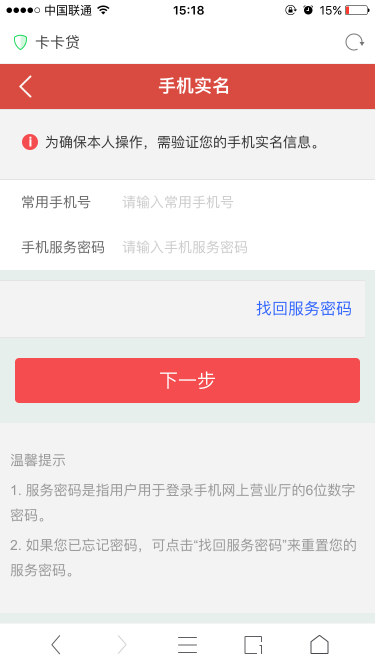 中国联通
15:18
15%
卡卡贷
手机实名
为确保本人操作，需验证您的手机实名信息。
常用手机号 请输入常用手机号
手机服务密码 请输入手机服务密码
找回服务密码
下一步
温馨提示
1. 服务密码是指用户用于登录手机网上营业厅的6位数字
密码。
2. 如果您已忘记密码，可点击“找回服务密码”来重置您的
服务密码。
1